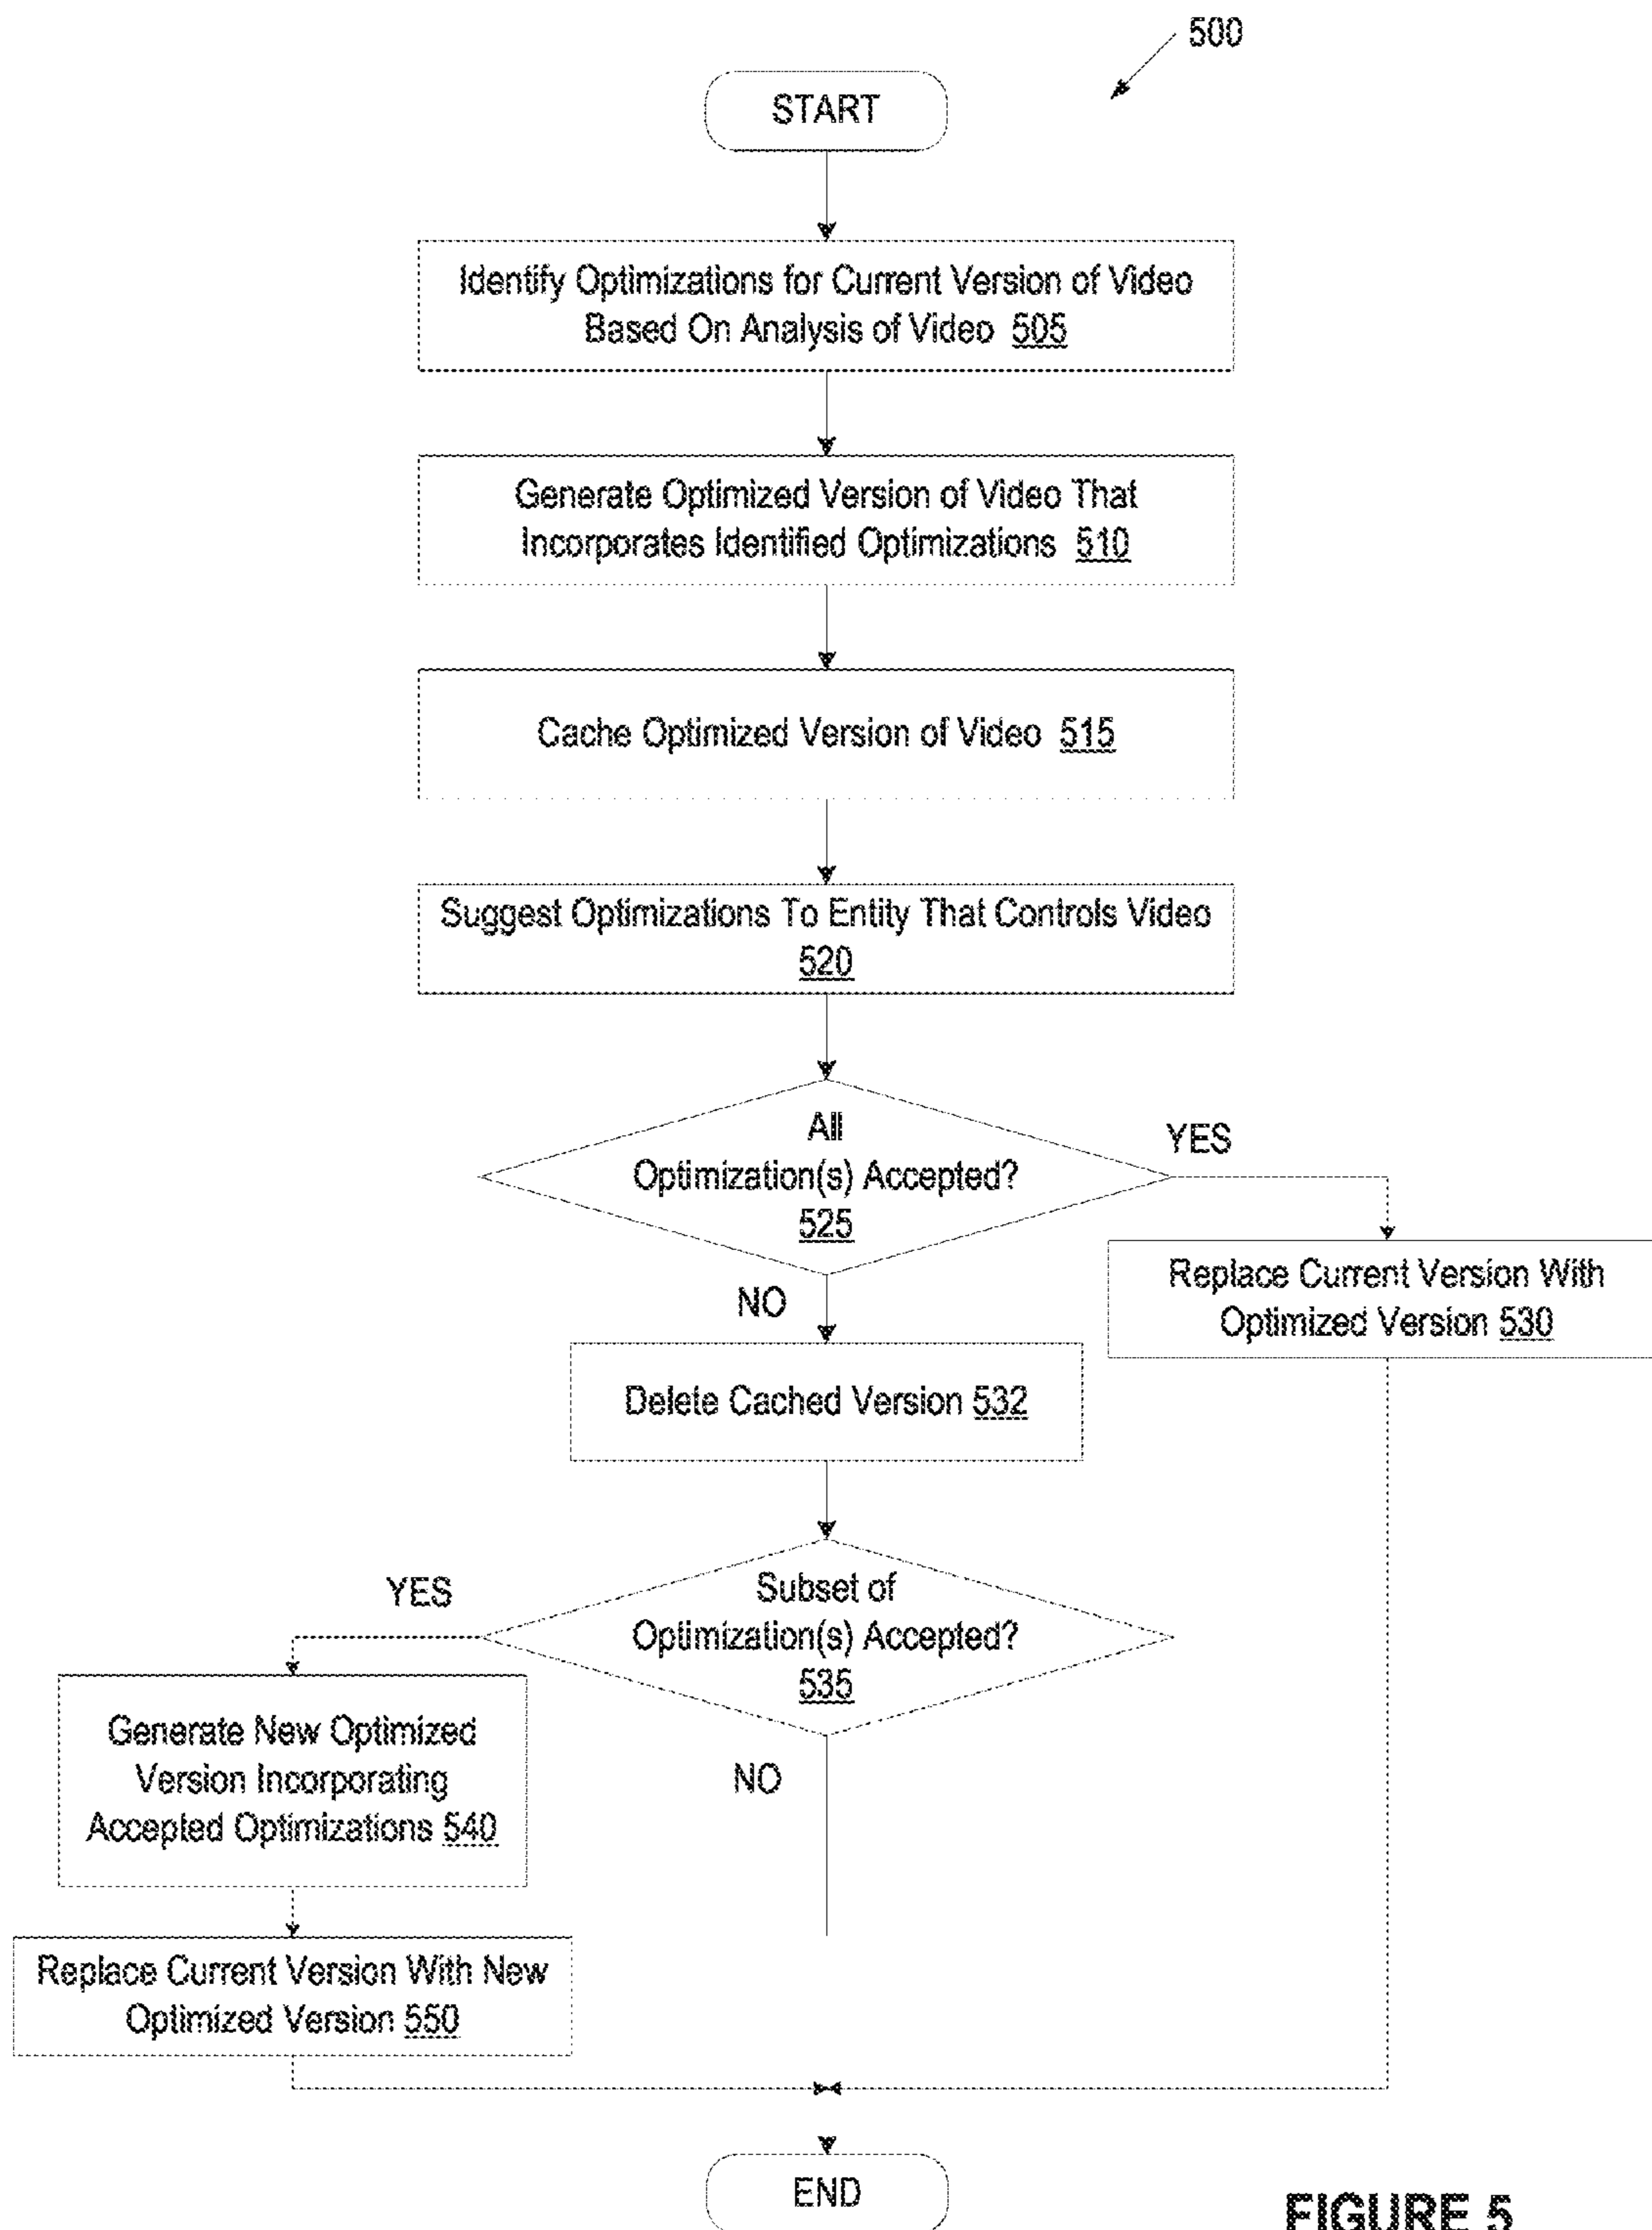 500
START
Identify Optimizations for Current Version of Video
Based On Analysis of Video 505
Generate Optimized Version of Video That
Incorporates Identified Optimizations 510
Cache Optimized Version of Video 515
Suggest Optimizations To Entity That Controls Video
520
All
Optimization(s) Accepted?
525
YES
NO
Replace Current Version With
Optimized Version 530
Delete Cached Version 532
Subset of
Optimization(s) Accepted?
535
YES
NO
Generate New Optimized
Version Incorporating
Accepted Optimizations 540
Replace Current Version With New
Optimized Version 550
END
FIGURE 5